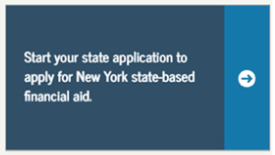 Start your state application to
apply for New York state-based
financial aid.